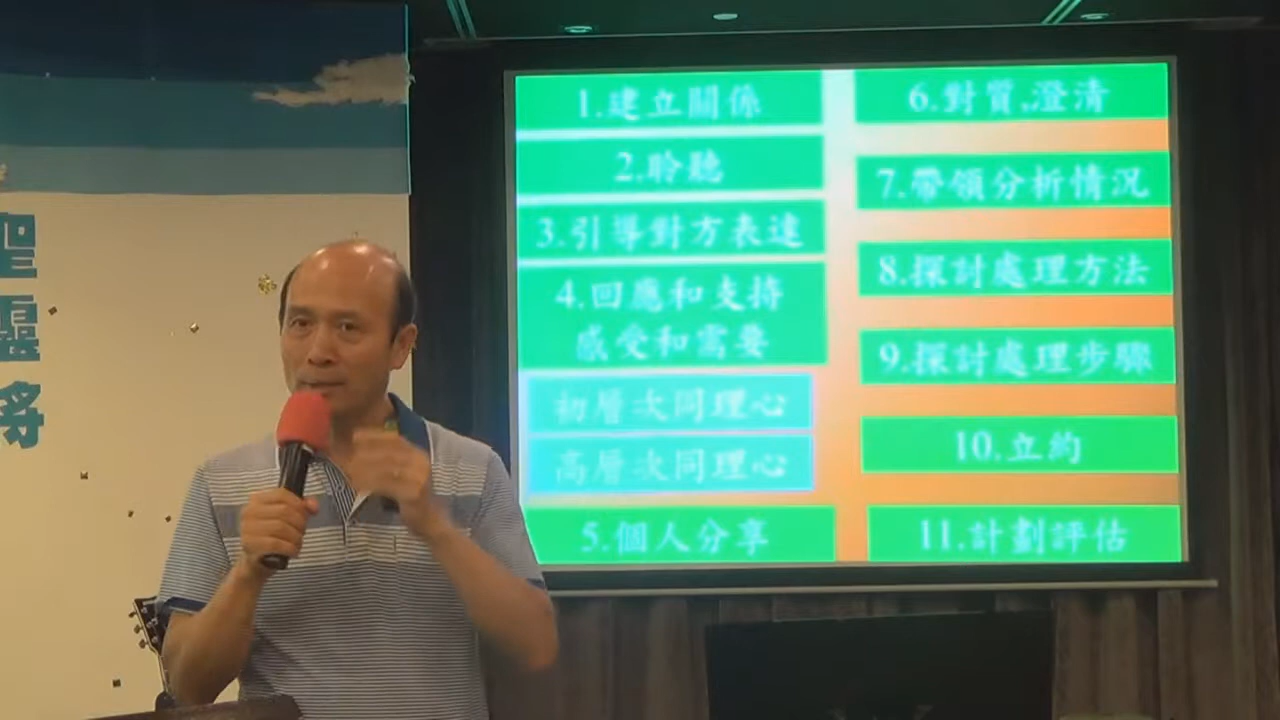 聖靈將
1.建立關係
2.聆聽
3.引導對方表達
4.回應和支持
感受和需要
初層次同理心
高層次同理心
5.個人分享
6.對質、澄清
7.帶領分析情況
8.探討處理方法
9.探討處理步驟
10.立約
11.計劃評估